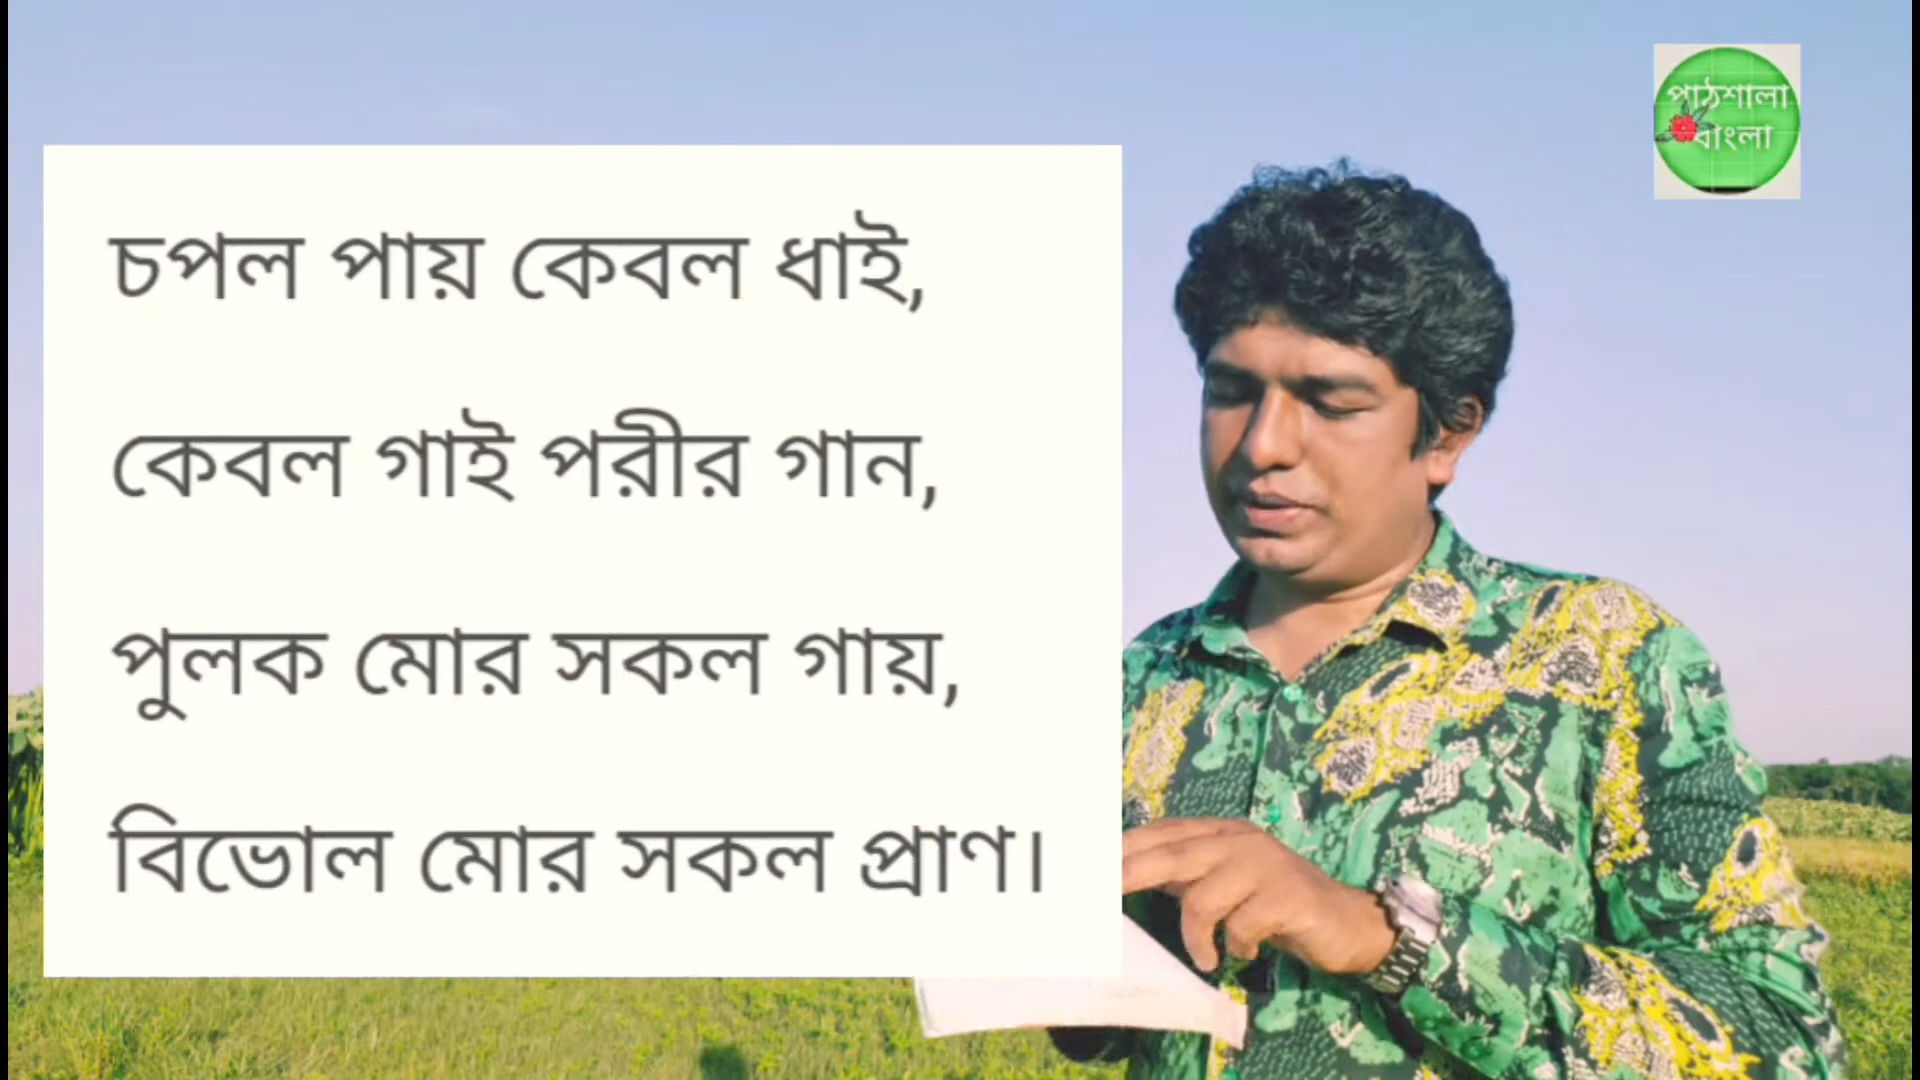 পাঠশালা
বাংলা
চপল পায় কেবল ধাই,
কেবল গাই পরীর গান,
পুলক মোর সকল গায়,
বিভোল মোর সকল প্রাণ।